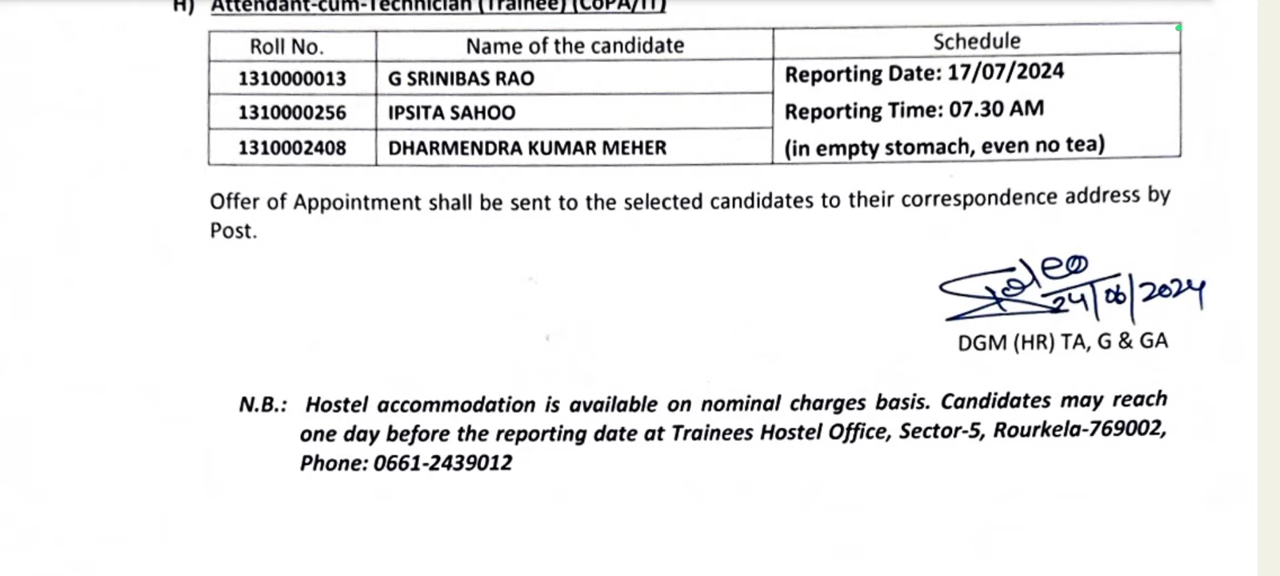 H) Attendant-cum-Technician (Trainee) (CoPA/IT)
Roll No. Name of the candidate Schedule
1310000013 G SRINIBAS RAO Reporting Date: 17/07/2024
1310000256 IPSITA SAHOO Reporting Time: 07.30 AM
1310002408 DHARMENDRA KUMAR MEHER (in empty stomach, even no tea)
Offer of Appointment shall be sent to the selected candidates to their correspondence address by
Post.
24/06/2024
DGM (HR) TA, G & GA
N.B.: Hostel accommodation is available on nominal charges basis. Candidates may reach
one day before the reporting date at Trainees Hostel Office, Sector-5, Rourkela-769002,
Phone: 0661-2439012